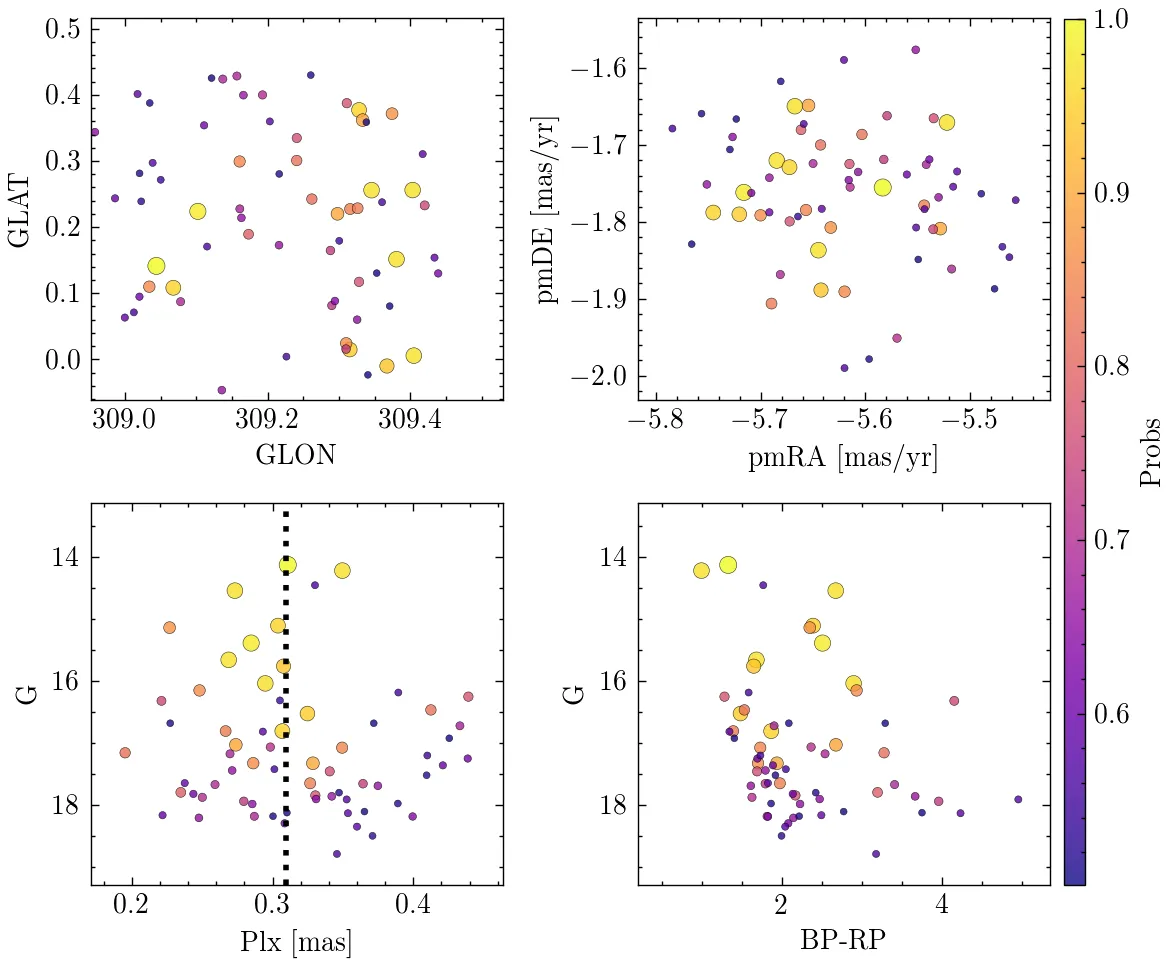 0.5
0.4
0.3
0.2
0.1
0.0
GLAT
309.0 309.2 309.4
GLON
−1.6
−1.7
−1.8
−1.9
−2.0
pmDE [mas/yr]
−5.8 −5.7 −5.6 −5.5
pmRA [mas/yr]
14
16
18
G
0.2 0.3 0.4
Plx [mas]
14
16
18
G
2 4
BP-RP
1.0
0.9
0.8
0.7
0.6
Probs